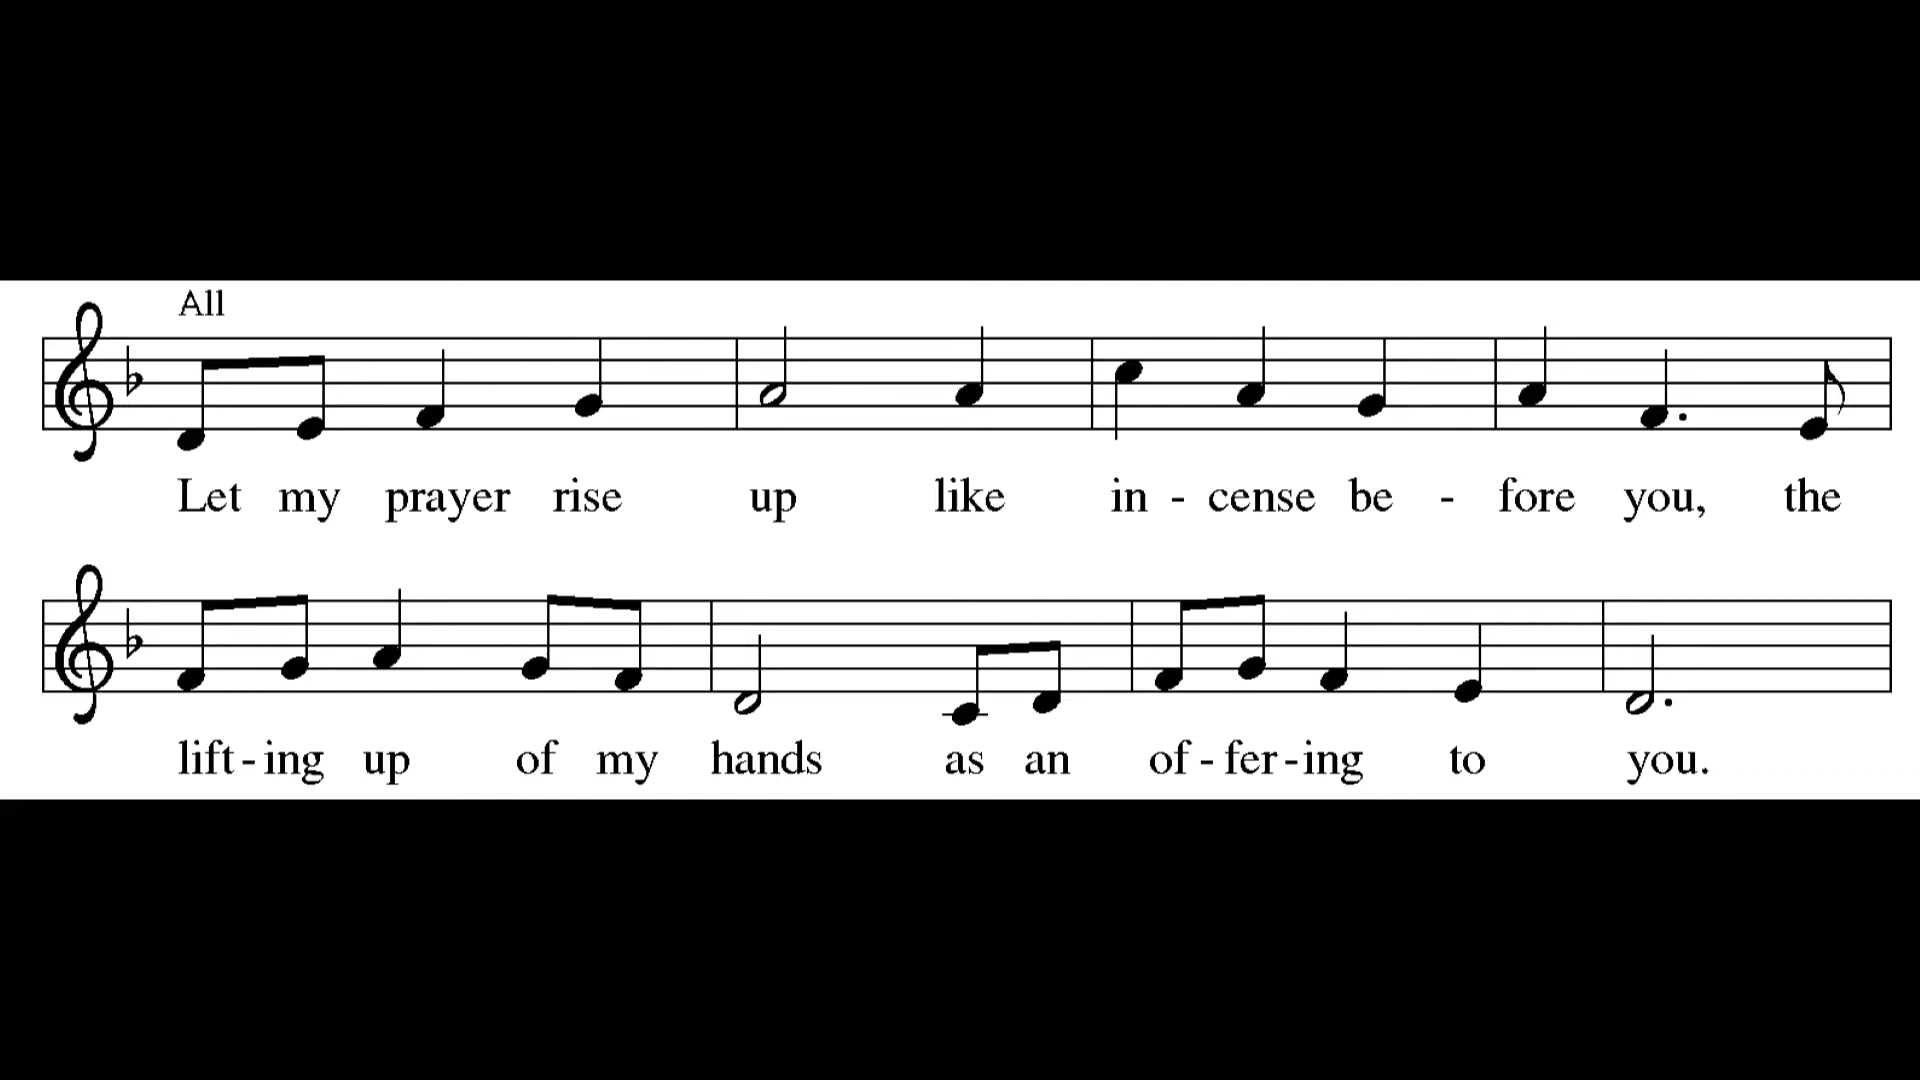 All
Let my prayer rise up like in - cense be - fore you, the
lift - ing up of my hands as an of - fer - ing to you.